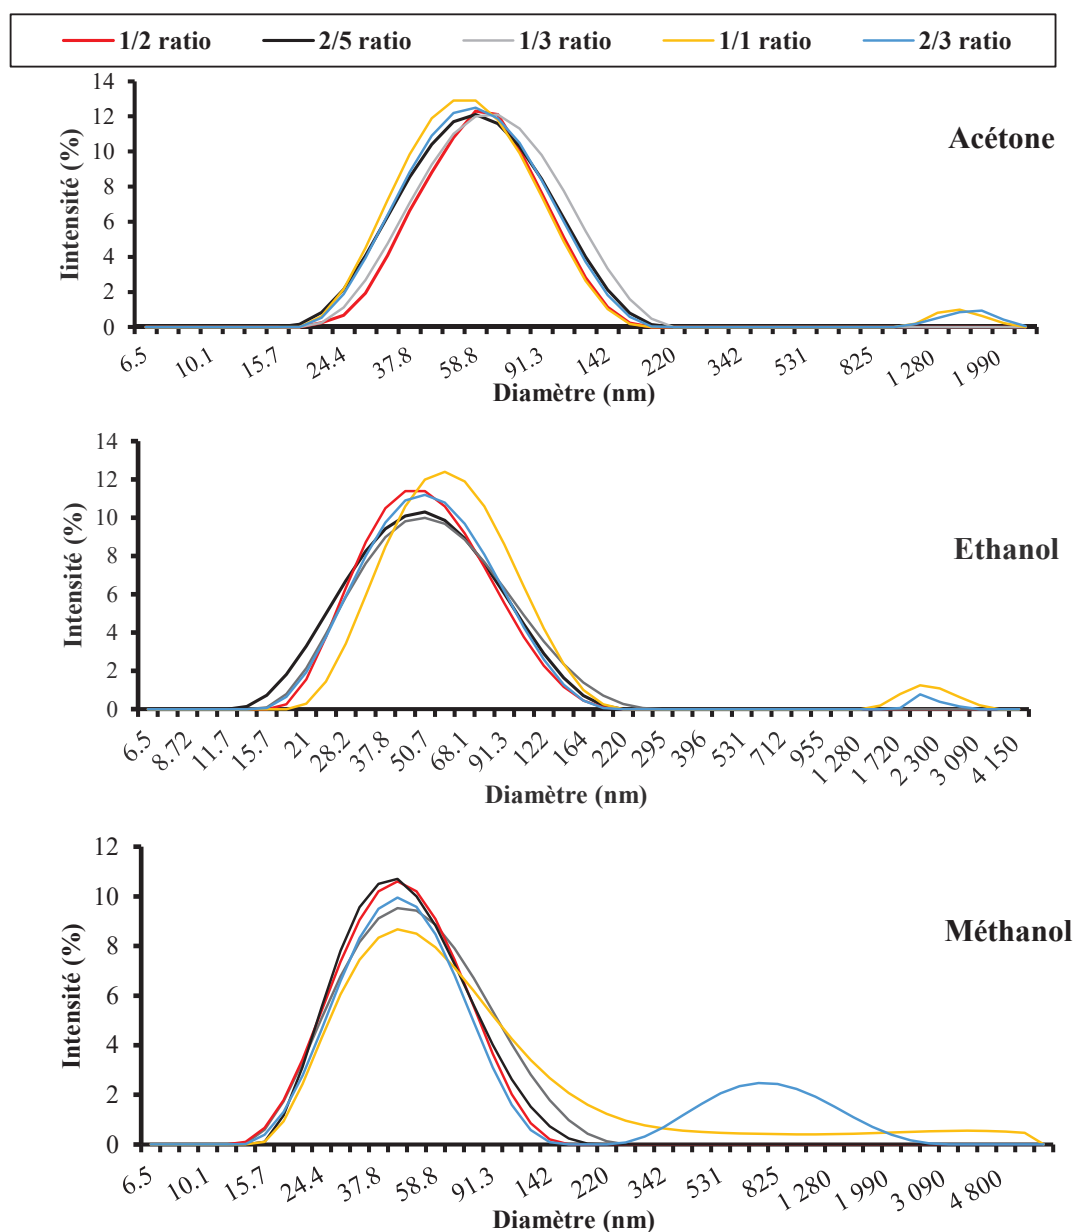 1/2 ratio 2/5 ratio 1/3 ratio 1/1 ratio 2/3 ratio
14
12
10
8
6
4
2
0
Iintensité (%)
Acétone
6.5 10.1 15.7 24.4 37.8 58.8 91.3 142 220 342 531 825 1 280 1 990
Diamètre (nm)
14
12
10
8
6
4
2
0
Intensité (%)
Ethanol
6.5 8.72 11.7 15.7 21 28.2 37.8 50.7 68.1 91.3 122 164 220 295 396 531 712 955 1 280 1 720 2 300 3 090 4 150
Diamètre (nm)
12
10
8
6
4
2
0
Intensité (%)
Méthanol
6.5 10.1 15.7 24.4 37.8 58.8 91.3 142 220 342 531 825 1 280 1 990 3 090 4 800
Diamètre (nm)